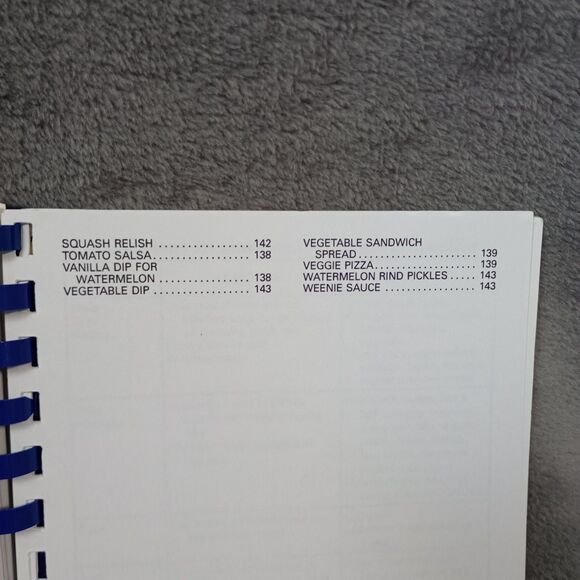 SQUASH RELISH ................ 142
TOMATO SALSA ................. 138
VANILLA DIP FOR
WATERMELON ................ 138
VEGETABLE DIP ................ 143
VEGETABLE SANDWICH
SPREAD ..................... 139
VEGGIE PIZZA .................. 139
WATERMELON RIND PICKLES ..... 143
WEENIE SAUCE ................ 143